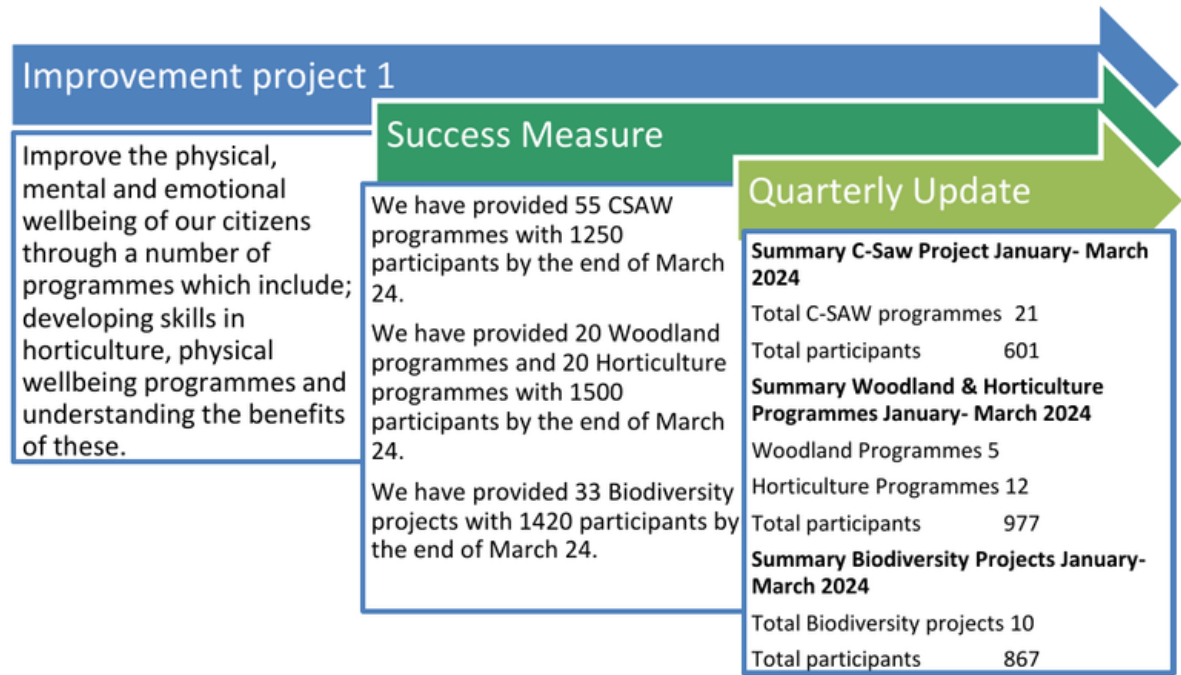 Improvement project 1
Improve the physical,
mental and emotional
wellbeing of our citizens
through a number of
programmes which include;
developing skills in
horticulture, physical
wellbeing programmes and
understanding the benefits
of these.
Success Measure
We have provided 55 CSAW
programmes with 1250
participants by the end of March
24.
We have provided 20 Woodland
programmes and 20 Horticulture
programmes with 1500
participants by the end of March
24.
We have provided 33 Biodiversity
projects with 1420 participants by
the end of March 24.
Quarterly Update
Summary C-Saw Project January- March
2024
Total C-SAW programmes 21
Total participants 601
Summary Woodland & Horticulture
Programmes January- March 2024
Woodland Programmes 5
Horticulture Programmes 12
Total participants 977
Summary Biodiversity Projects January-
March 2024
Total Biodiversity projects 10
Total participants 867